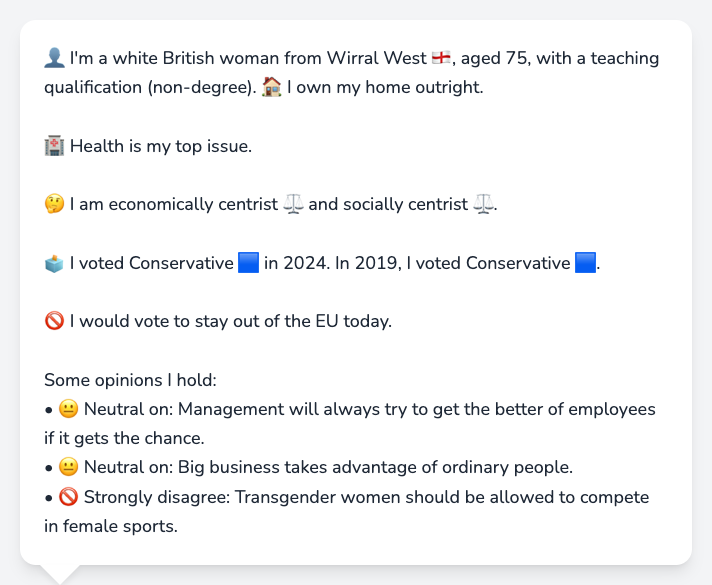 👤 I'm a white British woman from Wirral West 🏴󠁧󠁢󠁥󠁮󠁧󠁿, aged 75, with a teaching
qualification (non-degree). 🏠 I own my home outright.
🏥 Health is my top issue.
🤔 I am economically centrist ⚖️ and socially centrist ⚖️.
🗳️ I voted Conservative 🟦 in 2024. In 2019, I voted Conservative 🟦.
🚫 I would vote to stay out of the EU today.
Some opinions I hold:
• 😐 Neutral on: Management will always try to get the better of employees
if it gets the chance.
• 😐 Neutral on: Big business takes advantage of ordinary people.
• 🚫 Strongly disagree: Transgender women should be allowed to compete
in female sports.